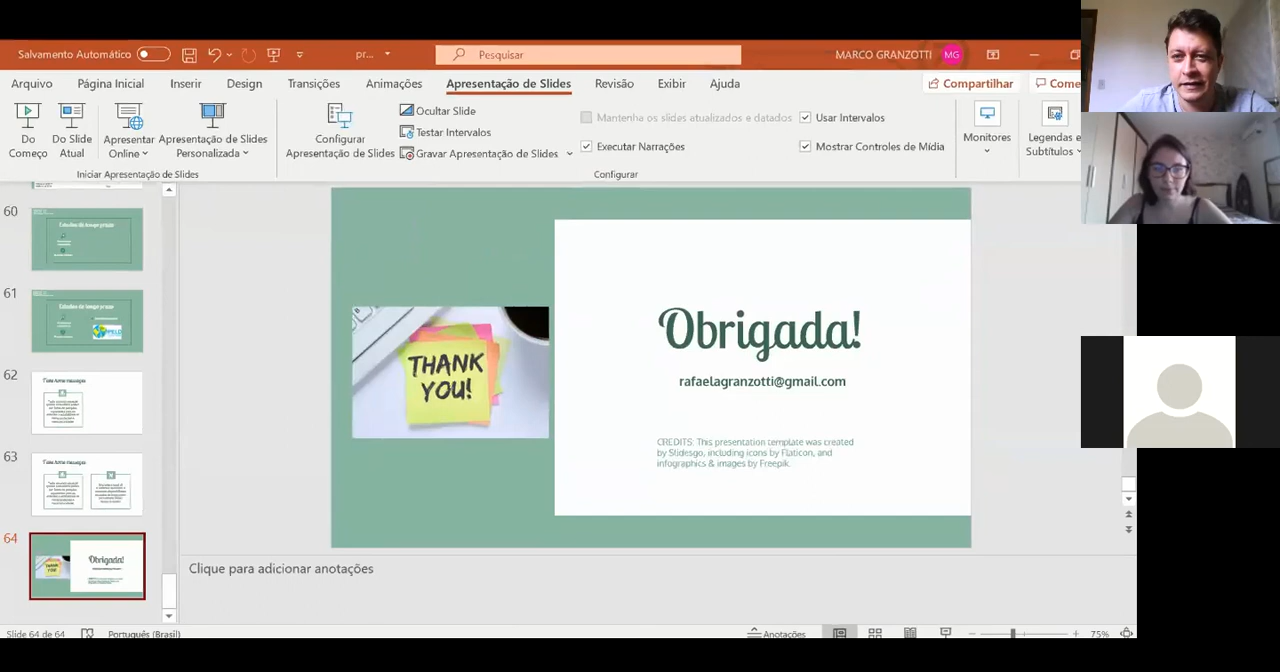 Salvamento Automático
pr...
Pesquisar
MARCO GRANZOTTI
MG
Arquivo
Página Inicial
Inserir
Design
Transições
Animações
Apresentação de Slides
Revisão
Exibir
Ajuda
Compartilhar
Come
Do Começo
Do Slide Atual
Apresentar Online
Apresentação de Slides Personalizada
Iniciar Apresentação de Slides
Configurar Apresentação de Slides
Ocultar Slide
Testar Intervalos
Gravar Apresentação de Slides
Mantenha os slides atualizados e datados
Executar Narrações
Usar Intervalos
Mostrar Controles de Mídia
Configurar
Monitores
Legendas e Subtítulos
60
61
62
63
64
THANK
YOU!
Obrigada!
rafaelagranzotti@gmail.com
CREDITS: This presentation template was created
by Slidesgo, including icons by Flaticon, and
infographics & images by Freepik.
Clique para adicionar anotações
Slide 64 de 64
Português (Brasil)
Anotações
75%